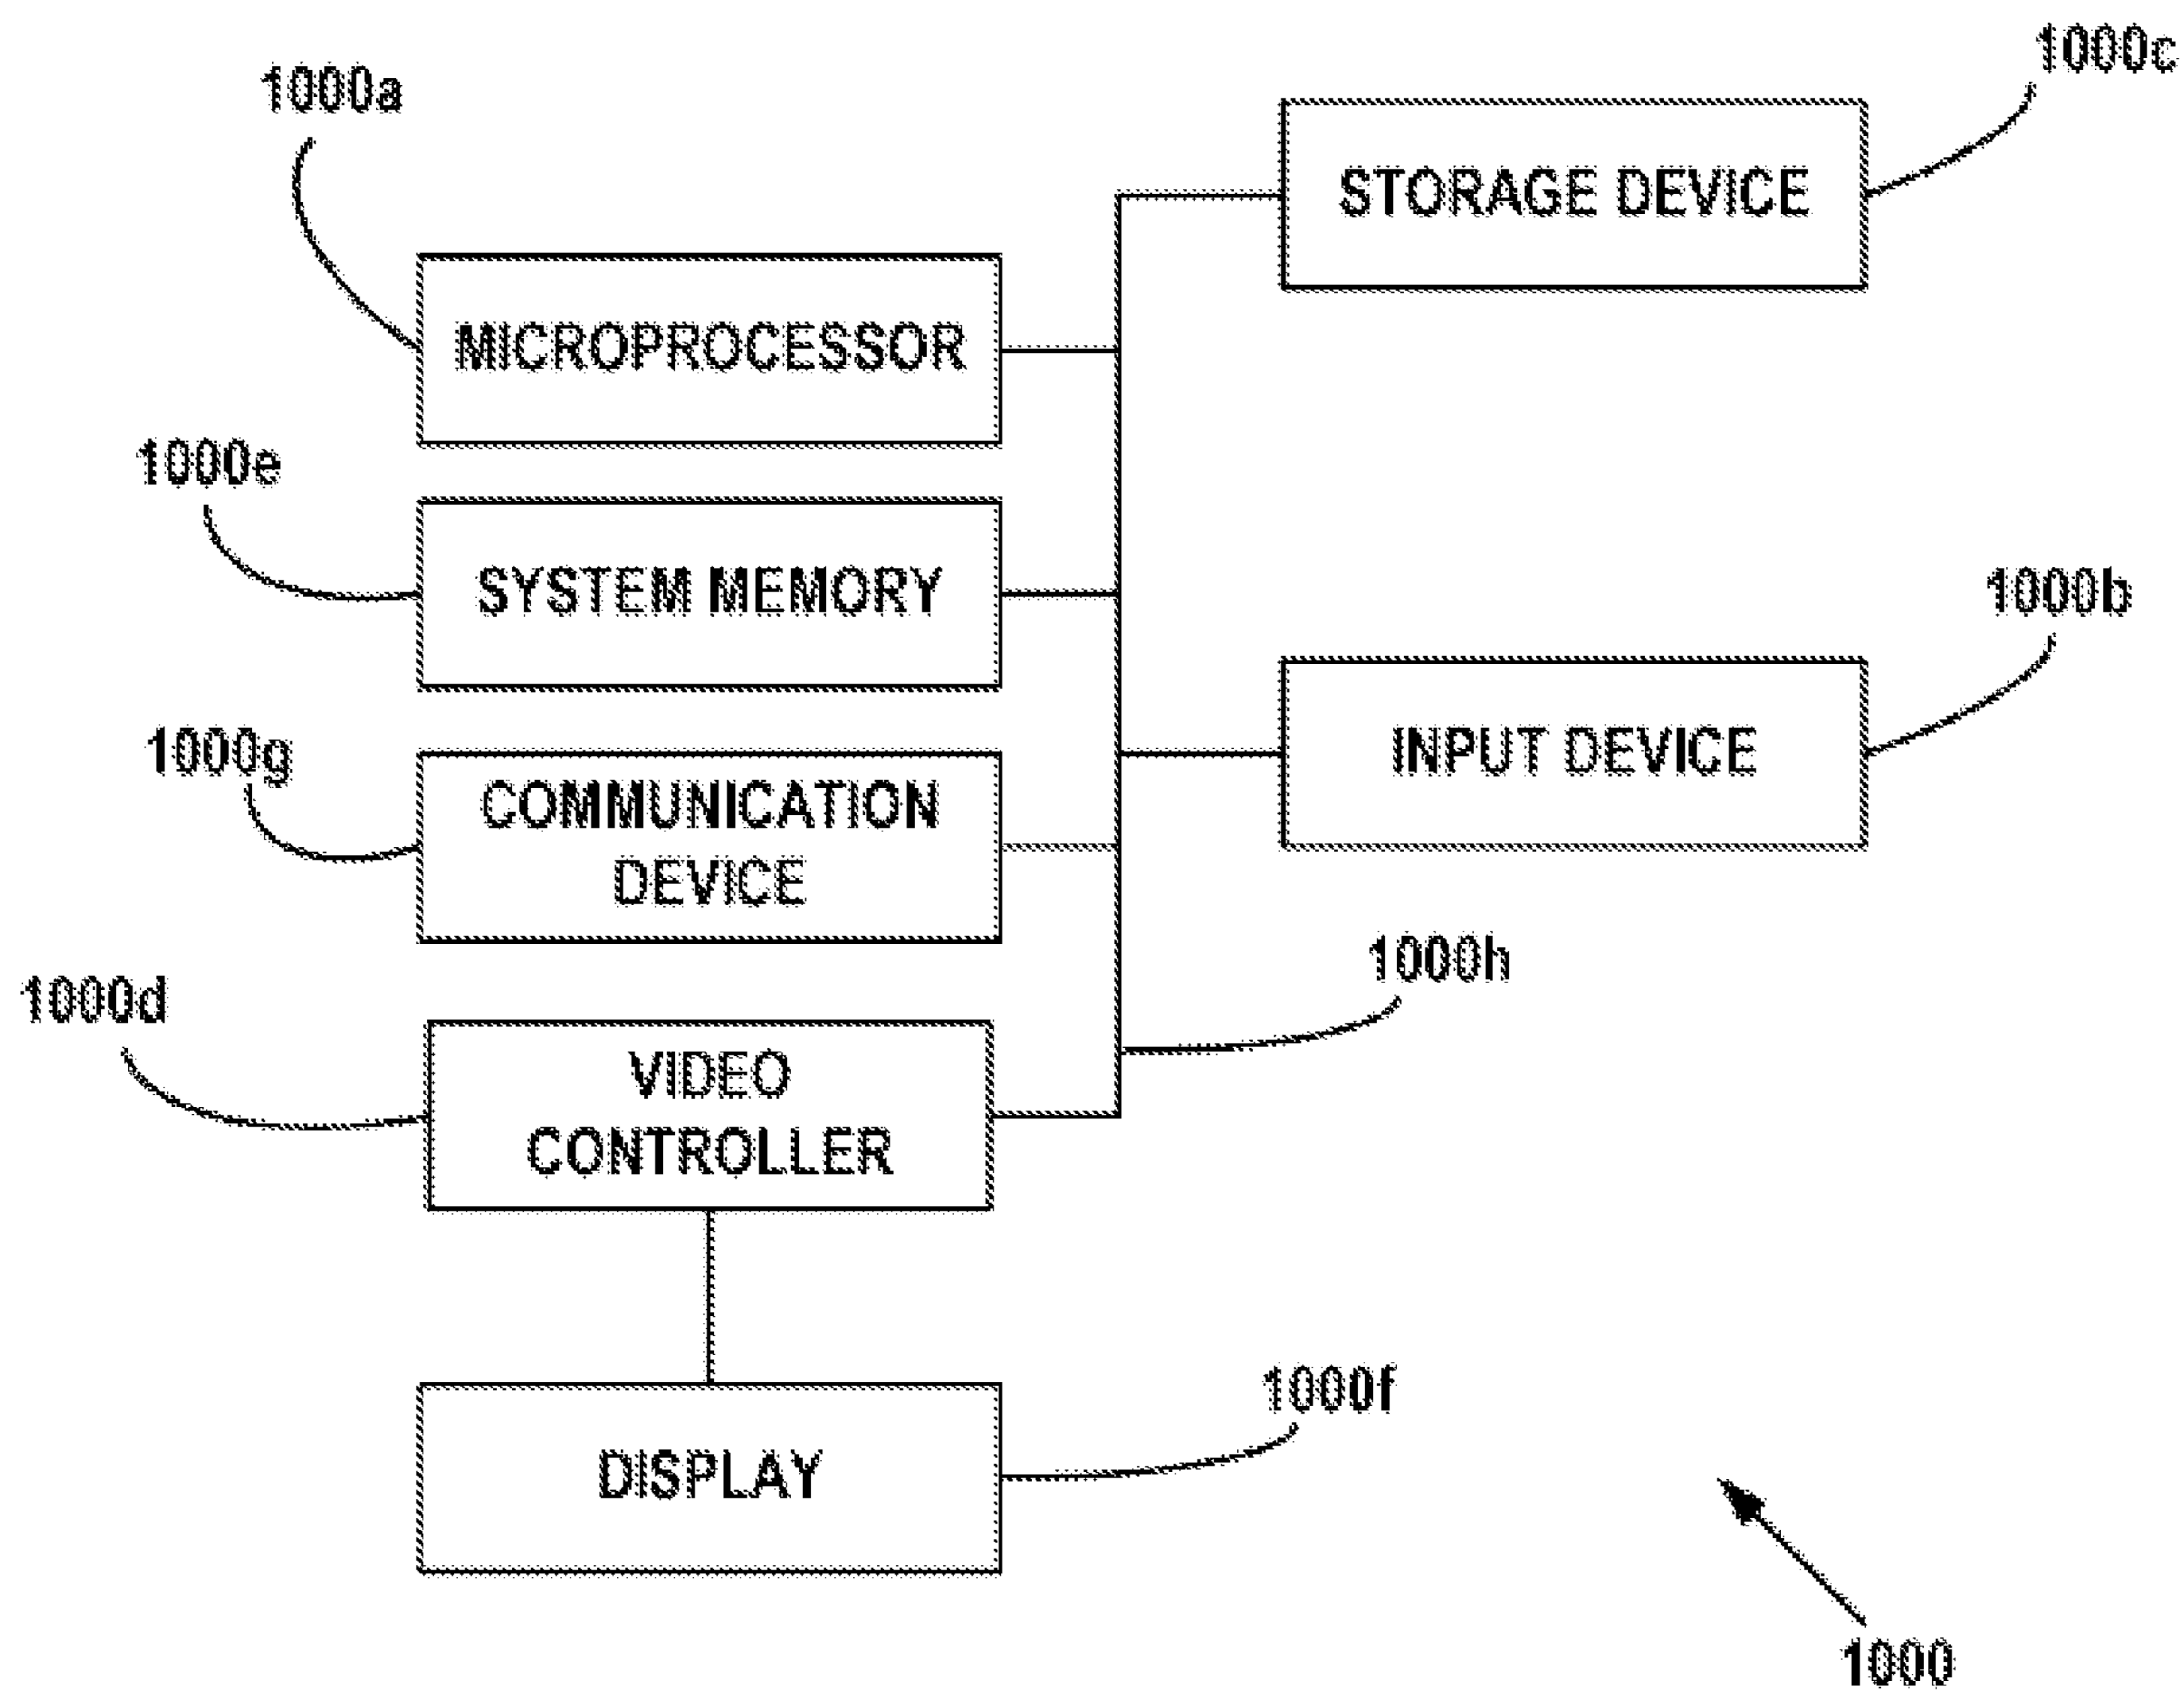 1000c
1000a
STORAGE DEVICE
MICROPROCESSOR
1000e
SYSTEM MEMORY
1000b
1000g
INPUT DEVICE
COMMUNICATION
DEVICE
1000h
1000d
VIDEO
CONTROLLER
1000f
DISPLAY
1000